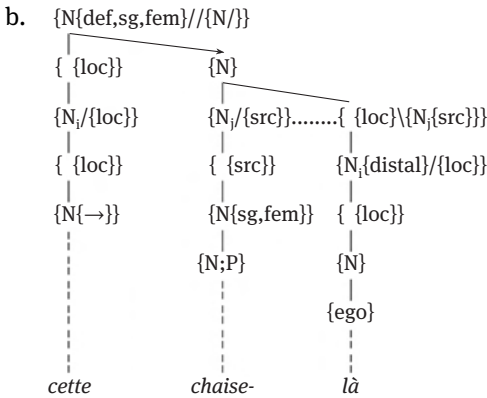 b. {N{def,sg,fem}//{N/}}
{ {loc}} {N}
{Nᵢ/{loc}} {Nⱼ/{src}}........{ {loc\{Nⱼ{src}}}
{ {loc}} { {src}} {Nᵢ{distal}/{loc}}
{N{→}} {N{sg,fem}} { {loc}}
{N;P} {N}
{ego}
cette chaise- là